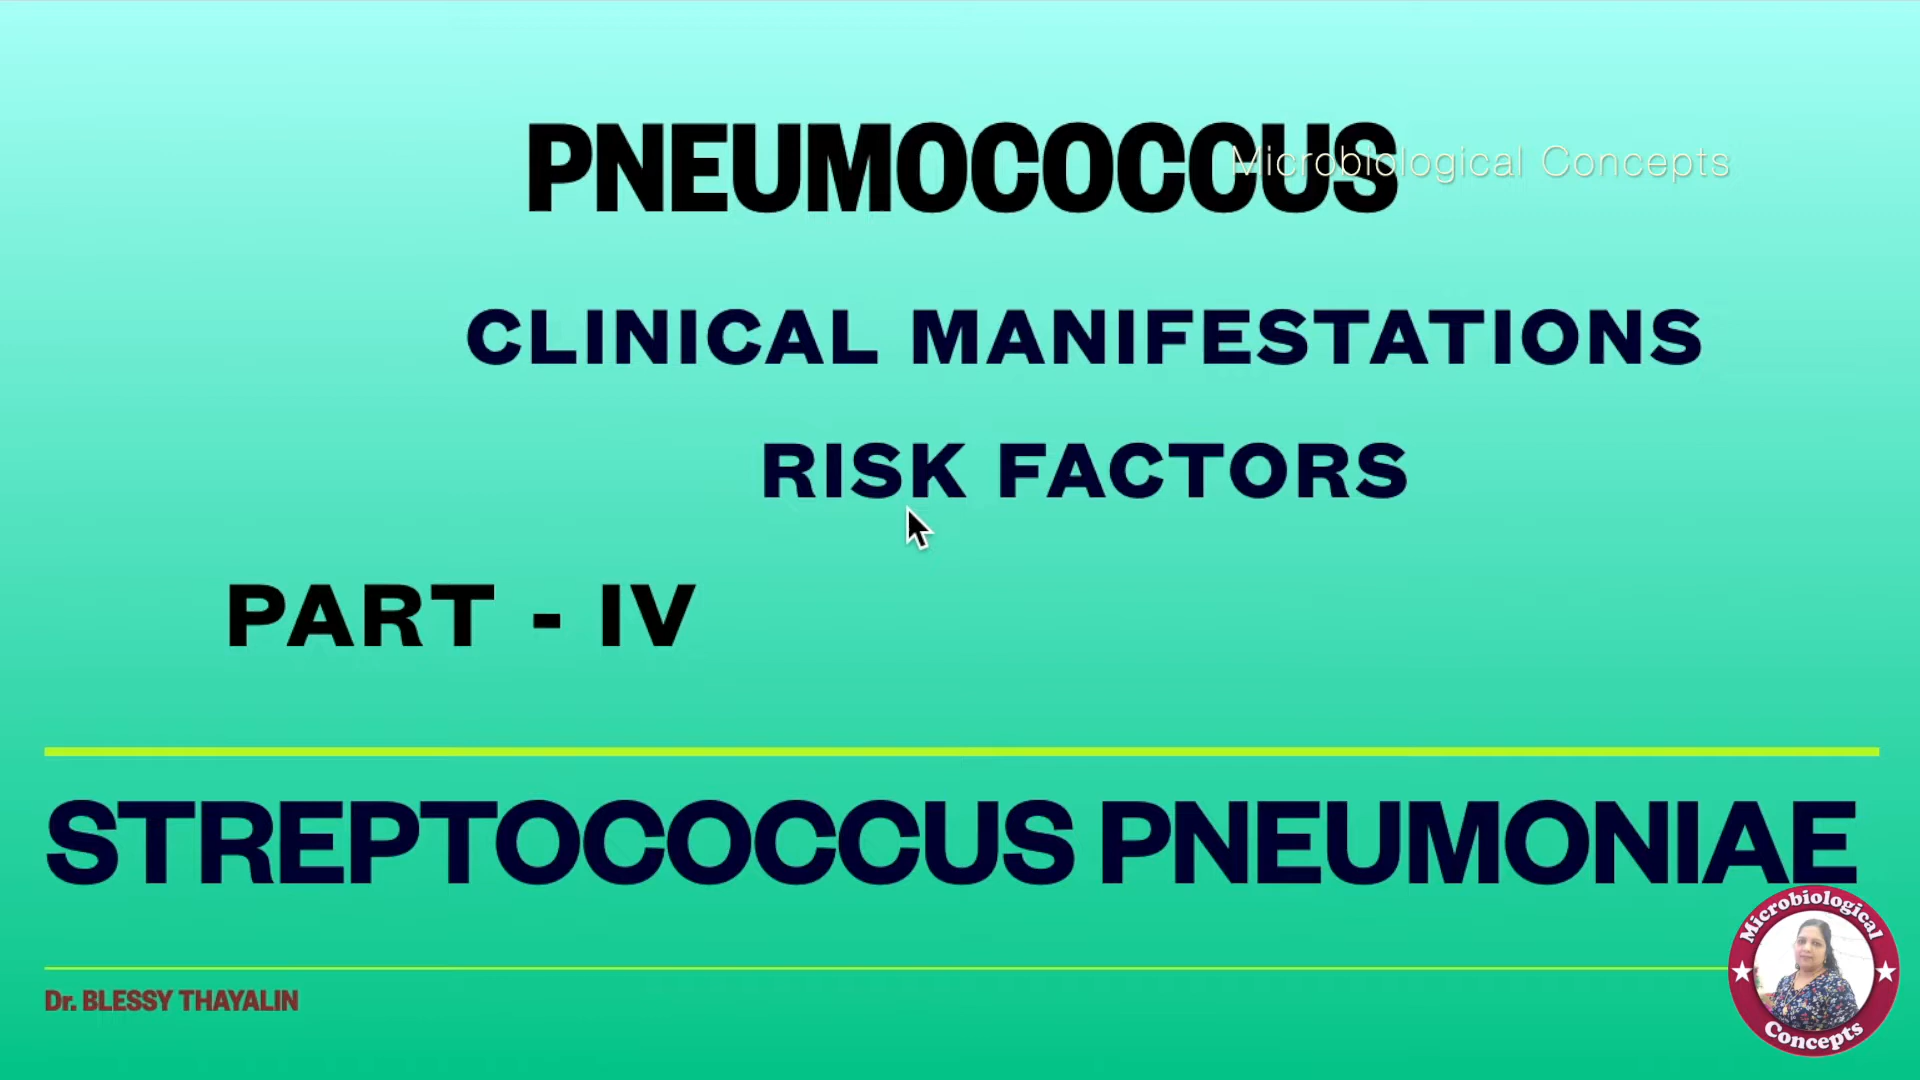 PNEUMOCOCCUS
Microbiological Concepts
CLINICAL MANIFESTATIONS
RISK FACTORS
PART - IV
STREPTOCOCCUS PNEUMONIAE
Dr. BLESSY THAYALIN
Microbiological
Concepts